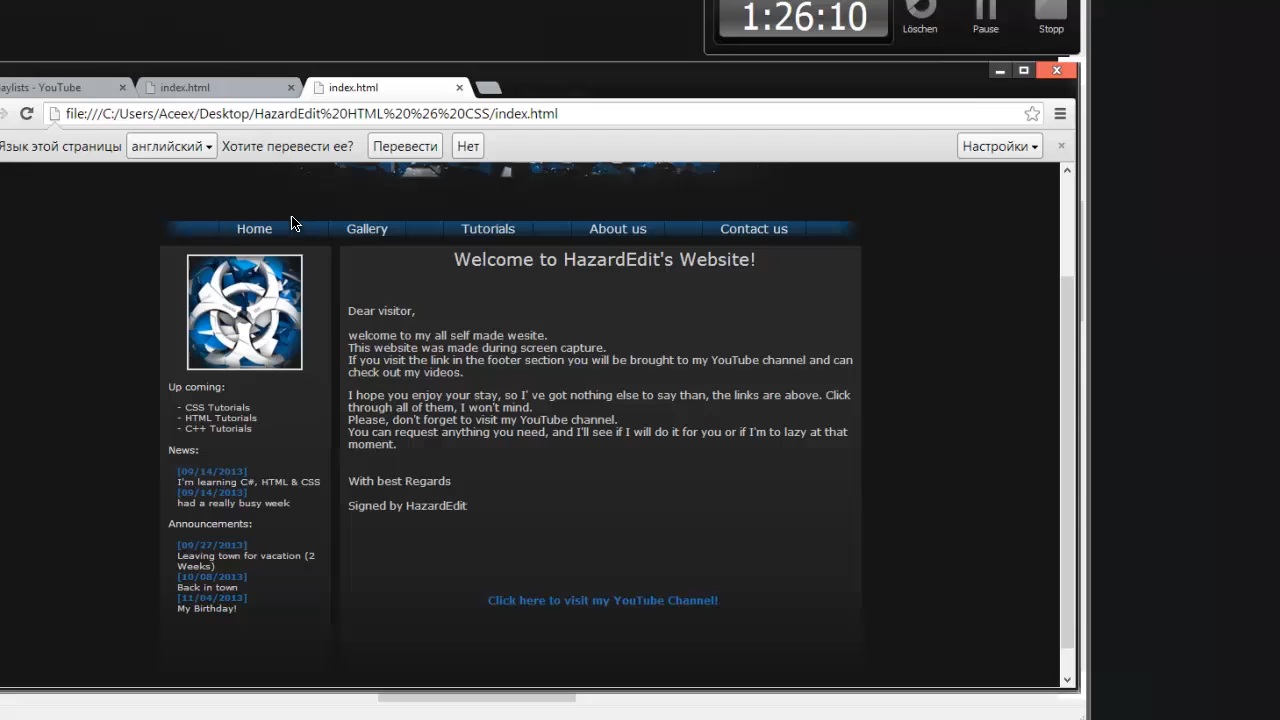 1:26:10
Löschen Pause Stopp
aylists - YouTube index.html index.html
file:///C:/Users/Aceex/Desktop/HazardEdit%20HTML%20%26%20CSS/index.html
Язык этой страницы английский Хотите перевести ее? Перевести Нет Настройки
Home Gallery Tutorials About us Contact us
Welcome to HazardEdit's Website!
Dear visitor,
welcome to my all self made wesite.
This website was made during screen capture.
If you visit the link in the footer section you will be brought to my YouTube channel and can
check out my videos.
I hope you enjoy your stay, so I' ve got nothing else to say than, the links are above. Click
through all of them, I won't mind.
Please, don't forget to visit my YouTube channel.
You can request anything you need, and I'll see if I will do it for you or if I'm to lazy at that
moment.
With best Regards
Signed by HazardEdit
Click here to visit my YouTube Channel!
Up coming:
- CSS Tutorials
- HTML Tutorials
- C++ Tutorials
News:
[09/14/2013]
I'm learning C#, HTML & CSS
[09/14/2013]
had a really busy week
Announcements:
[09/27/2013]
Leaving town for vacation (2
Weeks)
[10/08/2013]
Back in town
[11/04/2013]
My Birthday!